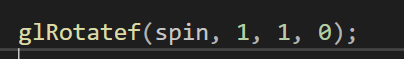 glRotatef(spin, 1, 1, 0);